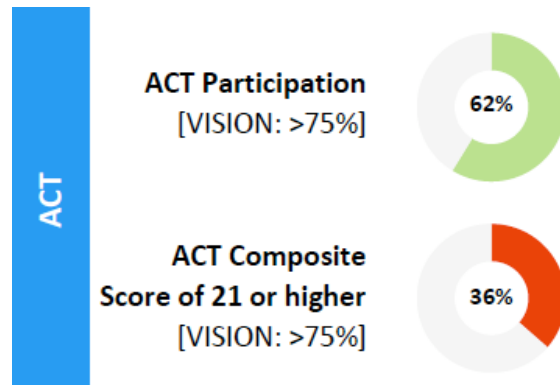 ACT
ACT Participation
[VISION: >75%]
62%
ACT Composite
Score of 21 or higher
[VISION: >75%]
36%